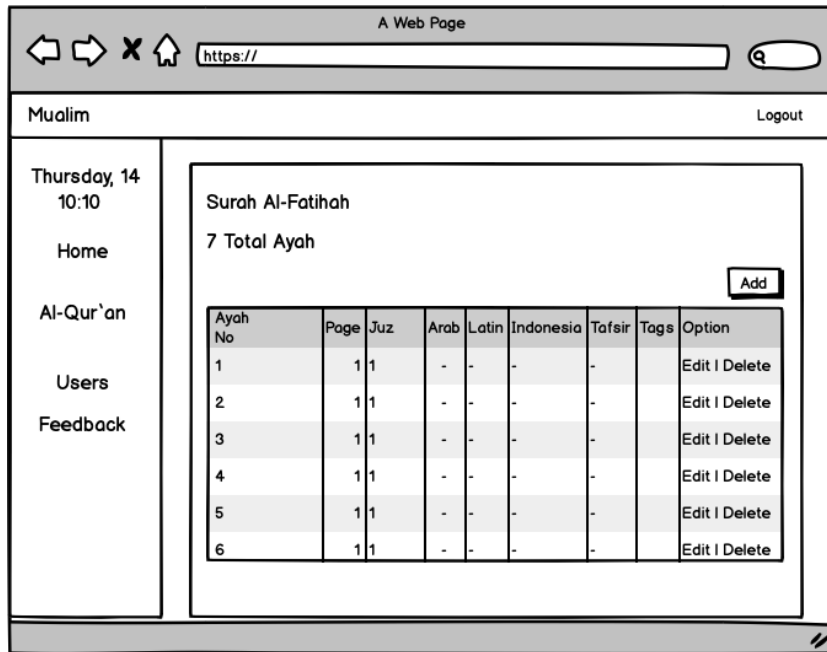 A Web Page
https://
Mualim
Logout
Thursday, 14
10:10
Home
Al-Qur`an
Users
Feedback
Surah Al-Fatihah
7 Total Ayah
Add
Ayah No Page Juz Arab Latin Indonesia Tafsir Tags Option
1 1 1 - - - - Edit | Delete
2 1 1 - - - - Edit | Delete
3 1 1 - - - - Edit | Delete
4 1 1 - - - - Edit | Delete
5 1 1 - - - - Edit | Delete
6 1 1 - - - - Edit | Delete